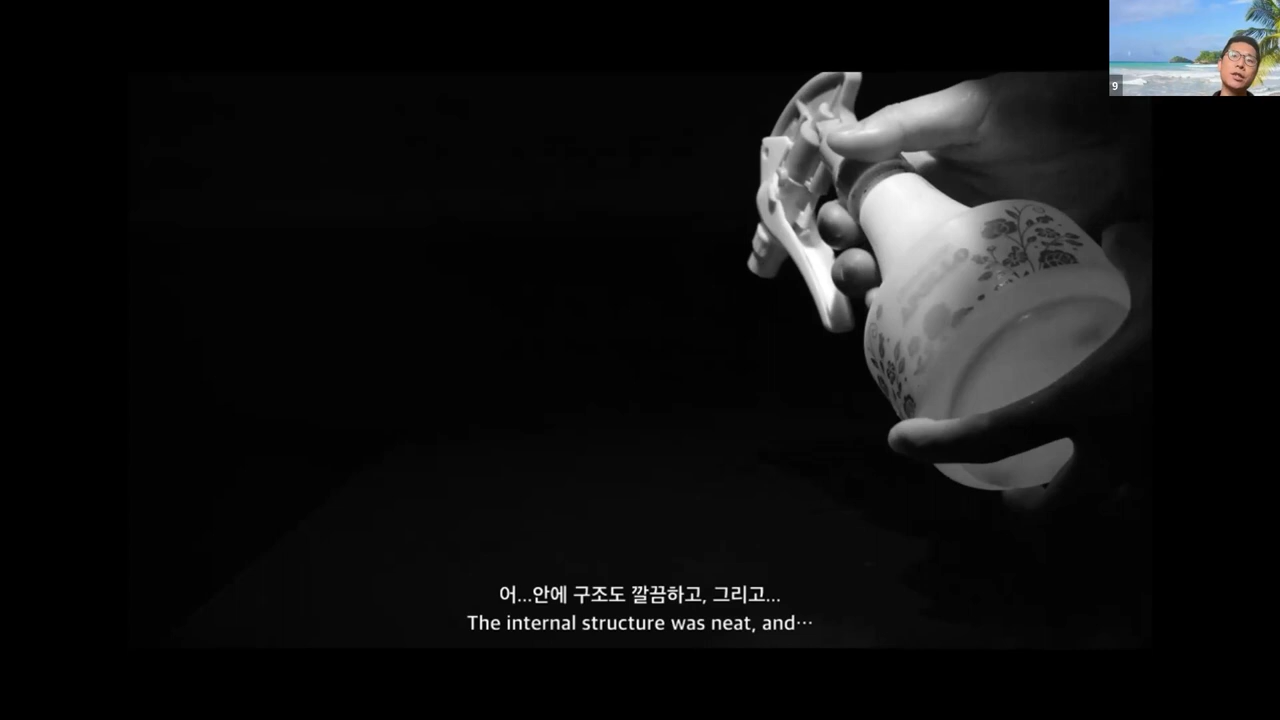 9
어...안에 구조도 깔끔하고, 그리고...
The internal structure was neat, and···